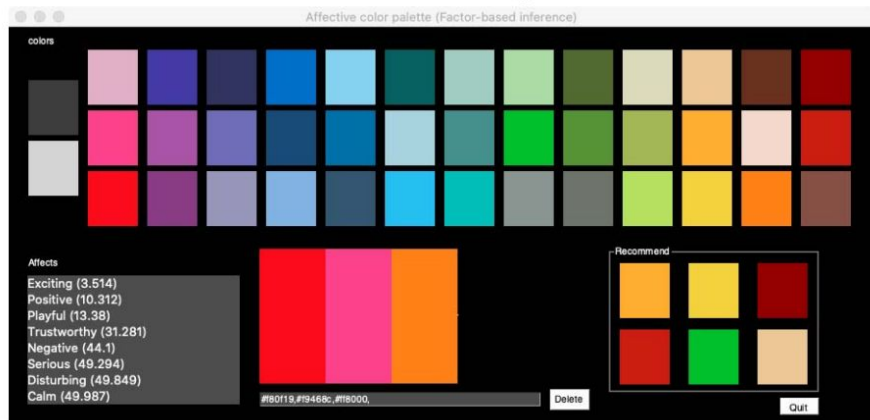 Affective color palette (Factor-based inference)
colors
Affects
Exciting (3.514)
Positive (10.312)
Playful (13.38)
Trustworthy (31.281)
Negative (44.1)
Serious (49.294)
Disturbing (49.849)
Calm (49.987)
#f80f19,#f9468c,#ff8000,
Delete
Recommend
Quit